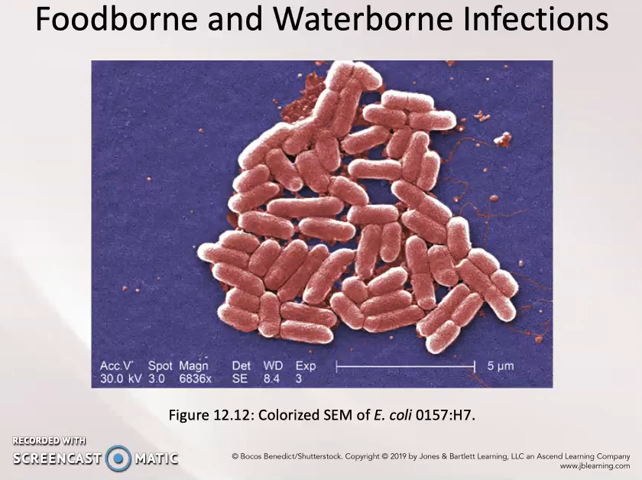 Foodborne and Waterborne Infections
Acc.V Spot Magn Det WD Exp
30.0 kV 3.0 6836x SE 8.4 3
5 µm
Figure 12.12: Colorized SEM of E. coli 0157:H7.
RECORDED WITH
SCREENCAST MATIC
© Bocos Benedict/Shutterstock. Copyright © 2019 by Jones & Bartlett Learning, LLC an Ascend Learning Company
www.jblearning.com